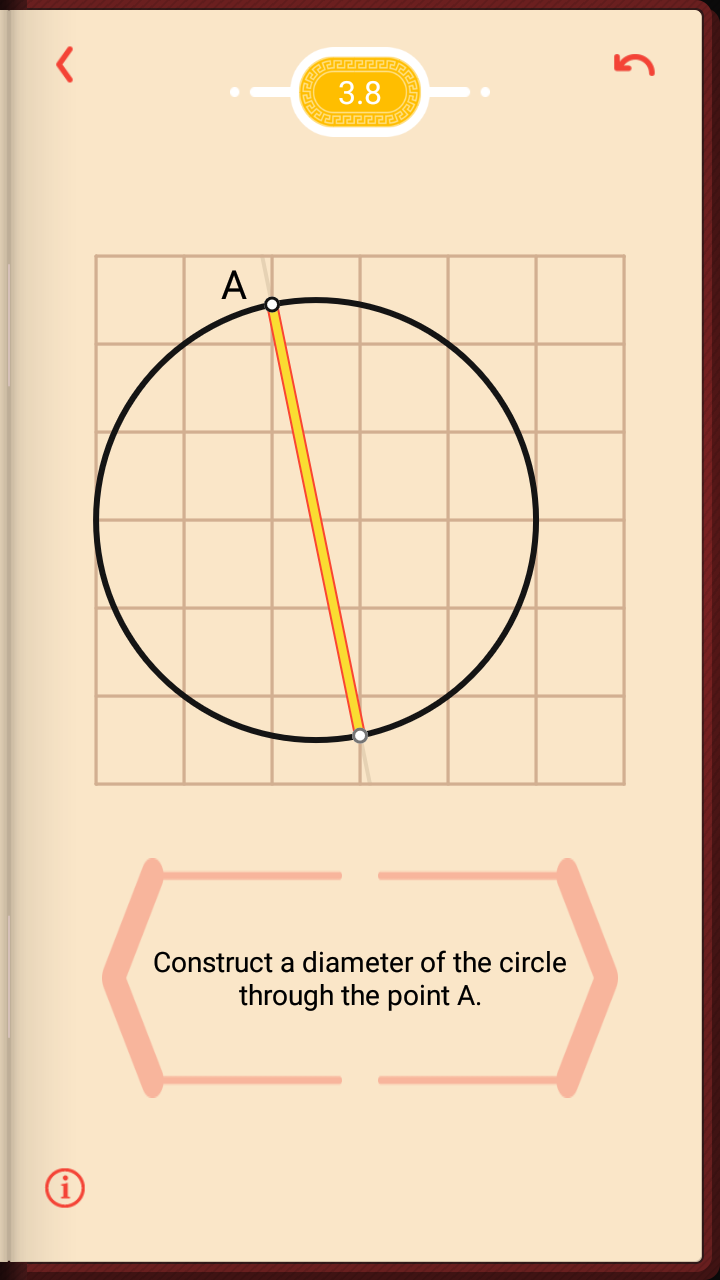 3.8
A
Construct a diameter of the circle
through the point A.
i